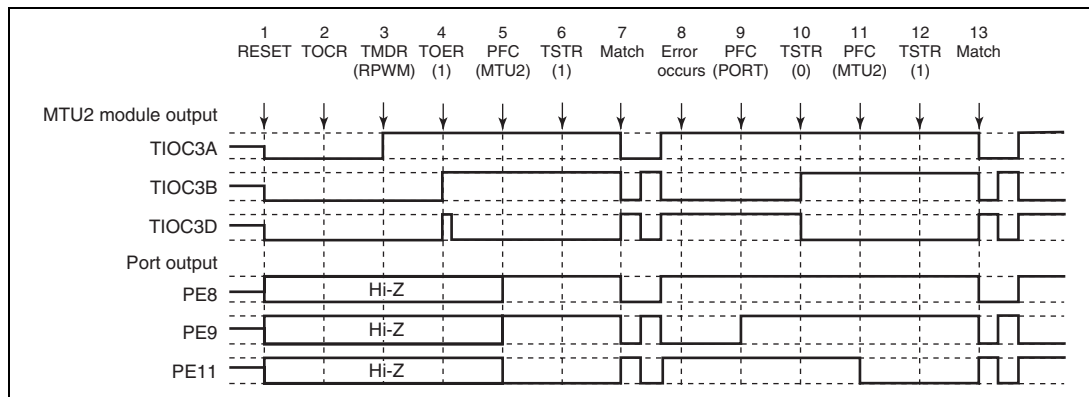 1 2 3 4 5 6 7 8 9 10 11 12 13
RESET TOCR TMDR TOER PFC TSTR Match Error PFC TSTR PFC TSTR Match
(RPWM) (1) (MTU2) (1) occurs (PORT) (0) (MTU2) (1)
MTU2 module output
TIOC3A
TIOC3B
TIOC3D
Port output
PE8 Hi-Z
PE9 Hi-Z
PE11 Hi-Z